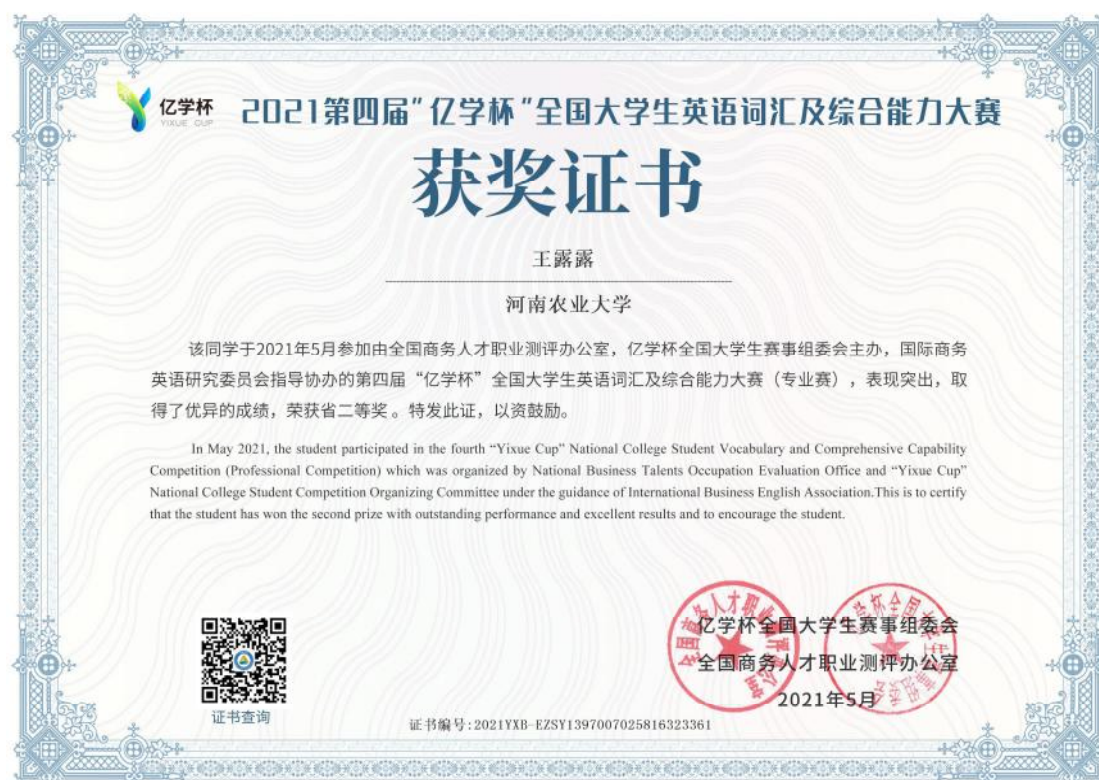 亿学杯
YIXUE CUP
2021第四届"亿学杯"全国大学生英语词汇及综合能力大赛
获奖证书
王露露
河南农业大学
该同学于2021年5月参加由全国商务人才职业测评办公室，亿学杯全国大学生赛事组委会主办，国际商务
英语研究委员会指导协办的第四届“亿学杯”全国大学生英语词汇及综合能力大赛（专业赛），表现突出，取
得了优异的成绩，荣获省二等奖 。特发此证，以资鼓励。
In May 2021, the student participated in the fourth “Yixue Cup” National College Student Vocabulary and Comprehensive Capability
Competition (Professional Competition) which was organized by National Business Talents Occupation Evaluation Office and “Yixue Cup”
National College Student Competition Organizing Committee under the guidance of International Business English Association.This is to certify
that the student has won the second prize with outstanding performance and excellent results and to encourage the student.
亿学杯全国大学生赛事组委会
全国商务人才职业测评办公室
2021年5月
证书查询
证书编号:2021YXB-EZSY1397007025816323361